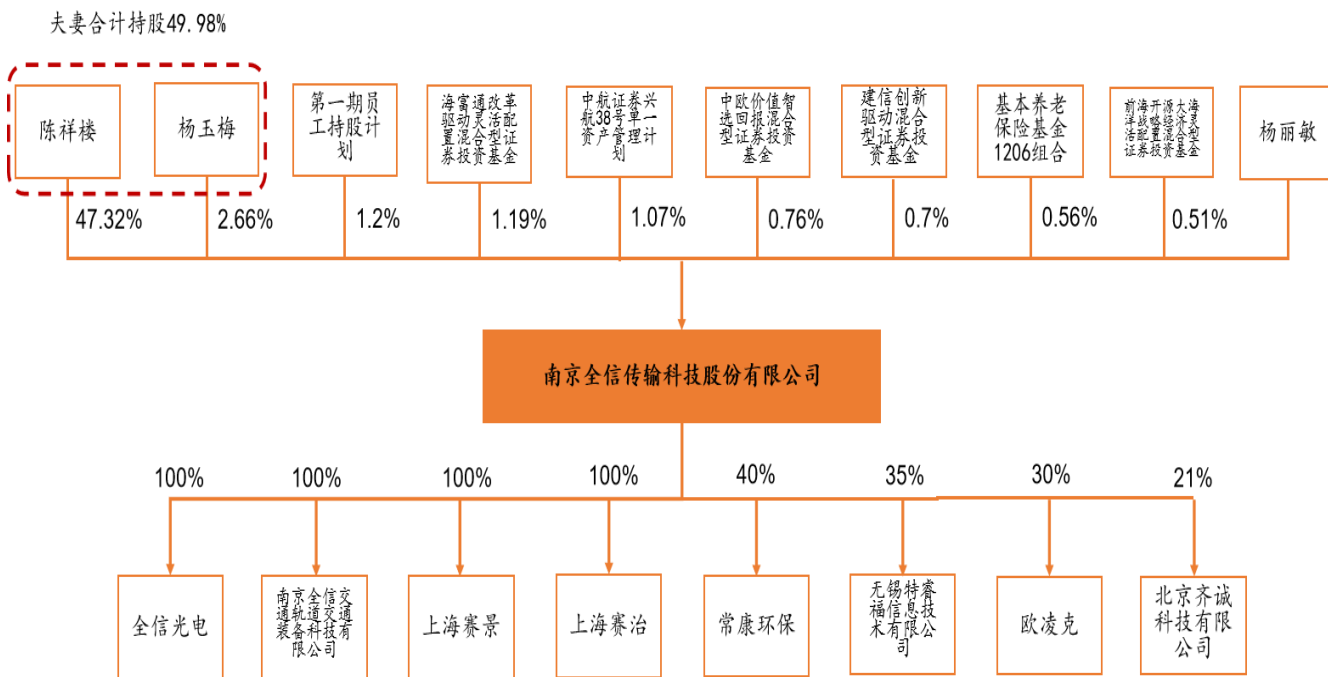 夫妻合计持股49.98%
陈祥楼
杨玉梅
第一期员
工持股计
划
海富通改革
驱动灵活配
置混合型证
券投资基金
中航证券兴
航38号单一
资产管理计
划
中欧价值智
选回报混合
型证券投资
基金
建信创新
驱动混合
型证券投
资基金
基本养老
保险基金
1206组合
前海开源大海
洋战略经济灵
活配置混合型
证券投资基金
杨丽敏
47.32%
2.66%
1.2%
1.19%
1.07%
0.76%
0.7%
0.56%
0.51%
南京全信传输科技股份有限公司
100%
100%
100%
100%
40%
35%
30%
21%
全信光电
南京全信交
通轨道交通
装备科技有
限公司
上海赛景
上海赛治
常康环保
无锡特睿
福信息技
术有限公
司
欧凌克
北京齐诚
科技有限
公司